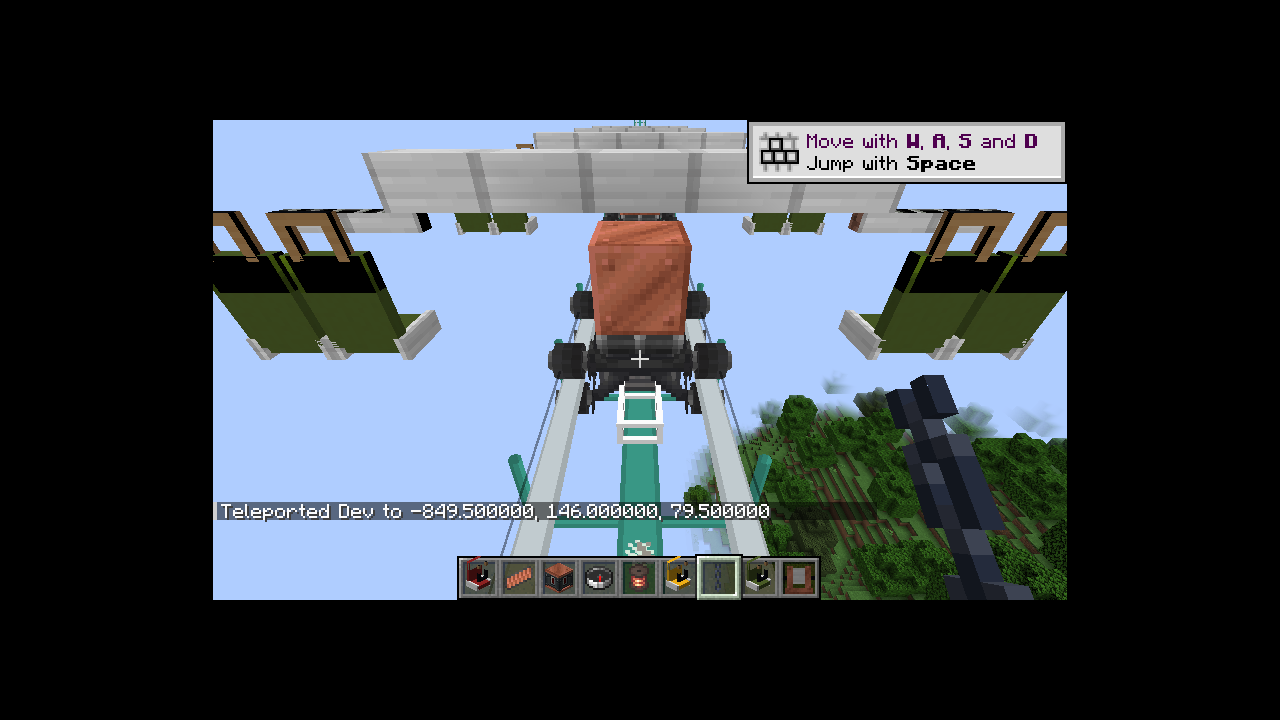 Move with W, A, S and D
Jump with Space
Teleported Dev to -849.500000, 146.000000, 79.500000